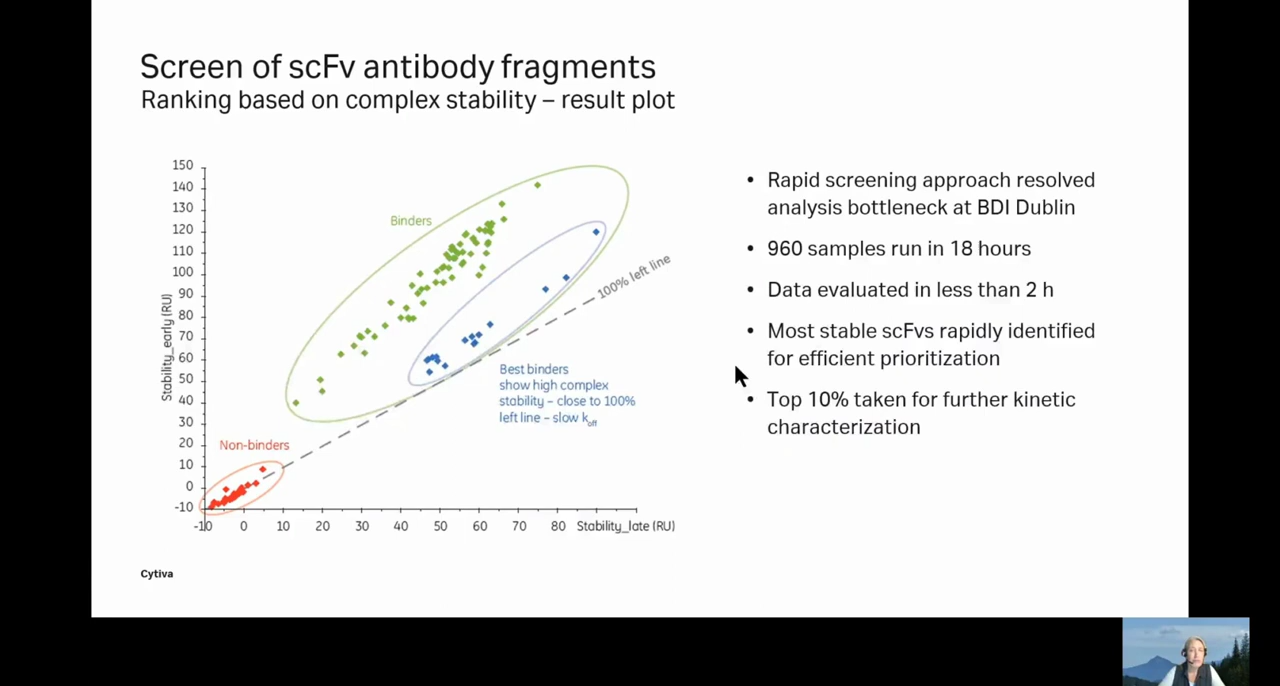 Screen of scFv antibody fragments
Ranking based on complex stability – result plot
150
140
130
120
110
100
90
80
70
60
50
40
30
20
10
0
-10
Stability_early(RU)
Binders
100% left line
Best binders
show high complex
stability – close to 100%
left line – slow koff
Non-binders
-10 0 10 20 30 40 50 60 70 80 Stability_late (RU)
• Rapid screening approach resolved
analysis bottleneck at BDI Dublin
• 960 samples run in 18 hours
• Data evaluated in less than 2 h
• Most stable scFvs rapidly identified
for efficient prioritization
• Top 10% taken for further kinetic
characterization
Cytiva